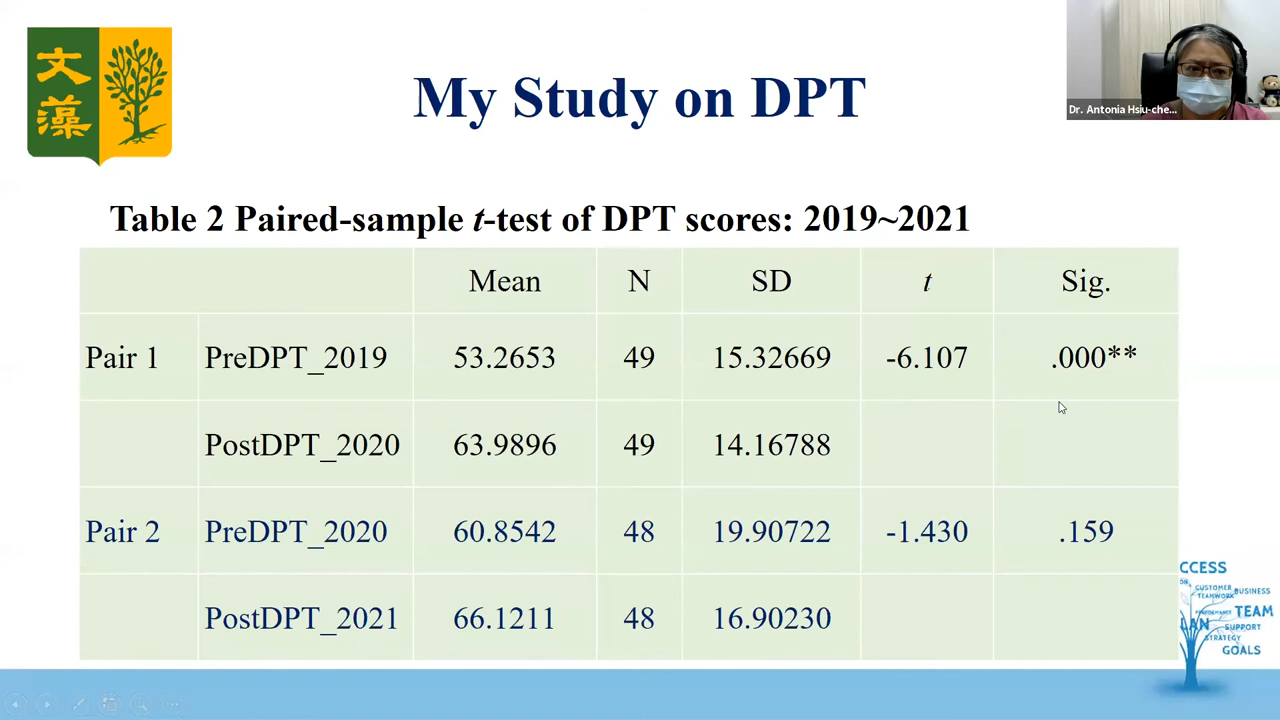 文
藻
My Study on DPT
Dr. Antonia Hsiu-che...
Table 2 Paired-sample t-test of DPT scores: 2019~2021
Mean N SD t Sig.
Pair 1 PreDPT_2019 53.2653 49 15.32669 -6.107 .000**
PostDPT_2020 63.9896 49 14.16788
Pair 2 PreDPT_2020 60.8542 48 19.90722 -1.430 .159
PostDPT_2021 66.1211 48 16.90230
CCESS
ON
CUSTOMER
TEAMWORK
BUSINESS
PERFORMANCE
TEAM
LAN
SUPPORT
STRATEGY
GOALS